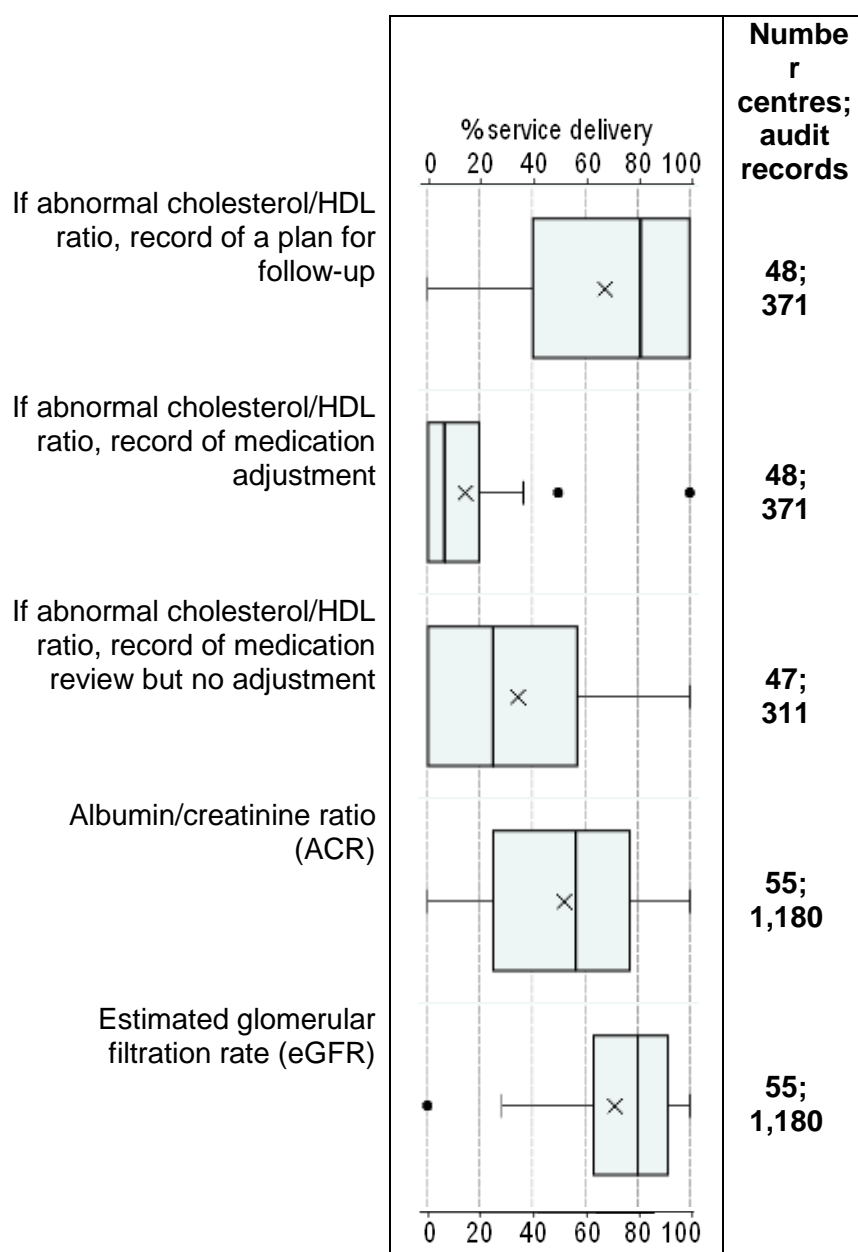 Numbe
r
centres;
audit
records
% service delivery
0 20 40 60 80 100
If abnormal cholesterol/HDL
ratio, record of a plan for
follow-up
48;
371
If abnormal cholesterol/HDL
ratio, record of medication
adjustment
48;
371
If abnormal cholesterol/HDL
ratio, record of medication
review but no adjustment
47;
311
Albumin/creatinine ratio
(ACR)
55;
1,180
Estimated glomerular
filtration rate (eGFR)
55;
1,180
0 20 40 60 80 100